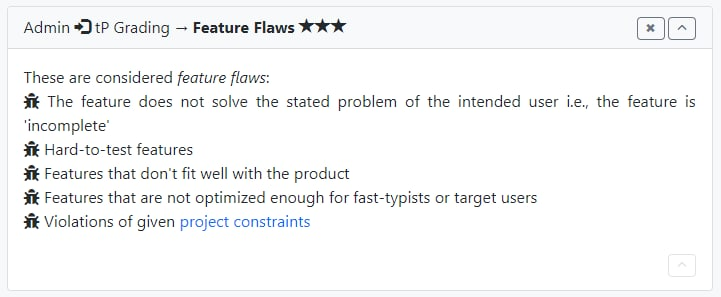 Admin tP Grading → Feature Flaws ★★★
These are considered feature flaws:
The feature does not solve the stated problem of the intended user i.e., the feature is
'incomplete'
Hard-to-test features
Features that don't fit well with the product
Features that are not optimized enough for fast-typists or target users
Violations of given project constraints